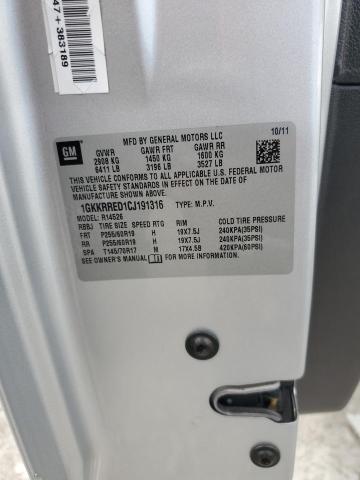 47+383189
MFD BY GENERAL MOTORS LLC 10/11
GM GVWR GAWR FRT GAWR RR
2908 KG 1450 KG 1600 KG
6411 LB 3196 LB 3527 LB
THIS VEHICLE CONFORMS TO ALL APPLICABLE U.S. FEDERAL MOTOR
VEHICLE SAFETY STANDARDS IN EFFECT ON THE DATE OF
MANUFACTURE SHOWN ABOVE.
1GKKRRED1CJ191316 TYPE: M.P.V.
MODEL: R14526
RBBJ TIRE SIZE SPEED RTG RIM COLD TIRE PRESSURE
FRT P255/60R19 H 19X7.5J 240KPA(35PSI)
RR P255/60R19 H 19X7.5J 240KPA(35PSI)
SPA T145/70R17 M 17X4.5B 420KPA(60PSI)
SEE OWNER'S MANUAL FOR MORE INFORMATION.